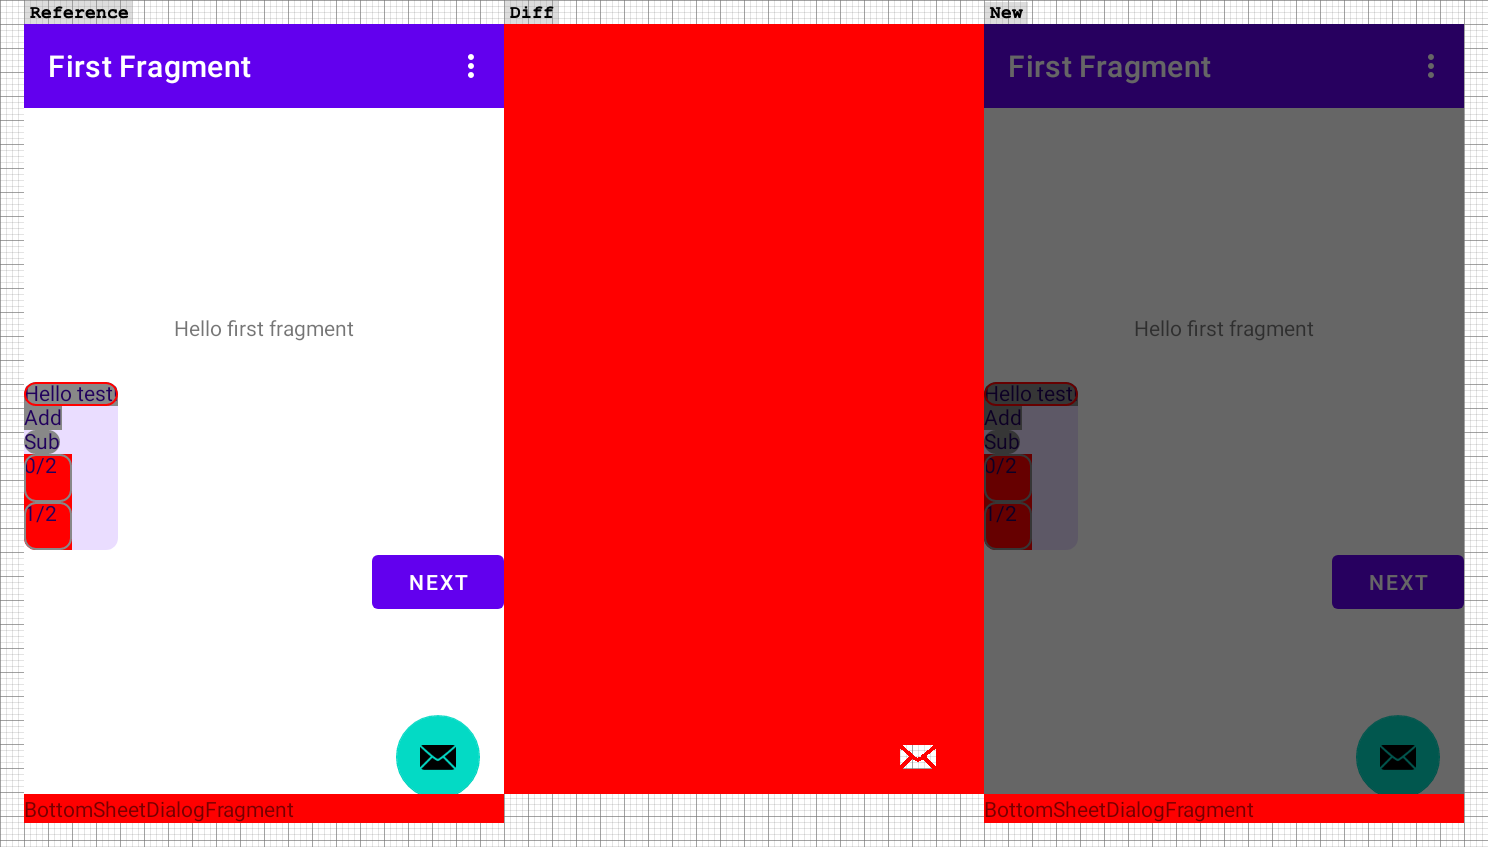 Reference
Diff
New
First Fragment
First Fragment
Hello first fragment
Hello first fragment
Hello test
Add
Sub
0/2
1/2
Hello test
Add
Sub
0/2
1/2
NEXT
NEXT
BottomSheetDialogFragment
BottomSheetDialogFragment